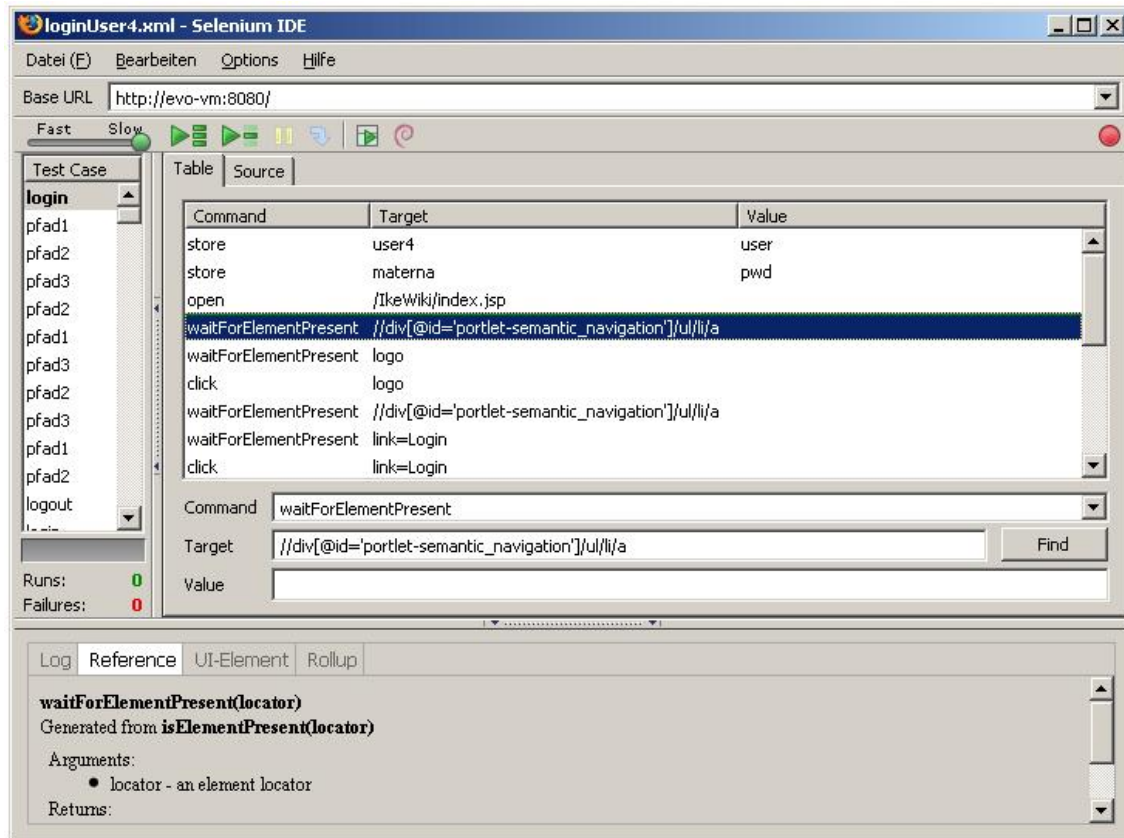 loginUser4.xml - Selenium IDE
Datei (F) Bearbeiten Options Hilfe
Base URL http://evo-vm:8080/
Fast Slow
Test Case
login
pfad1
pfad2
pfad3
pfad2
pfad1
pfad3
pfad2
pfad3
pfad1
pfad2
logout
Runs: 0
Failures: 0
Table Source
Command Target Value
store user4 user
store materna pwd
open /IkeWiki/index.jsp
waitForElementPresent //div[@id='portlet-semantic_navigation']/ul/li/a
waitForElementPresent logo
click logo
waitForElementPresent //div[@id='portlet-semantic_navigation']/ul/li/a
waitForElementPresent link=Login
click link=Login
Command waitForElementPresent
Target //div[@id='portlet-semantic_navigation']/ul/li/a Find
Value
Log Reference UI-Element Rollup
waitForElementPresent(locator)
Generated from isElementPresent(locator)
Arguments:
● locator - an element locator
Returns: